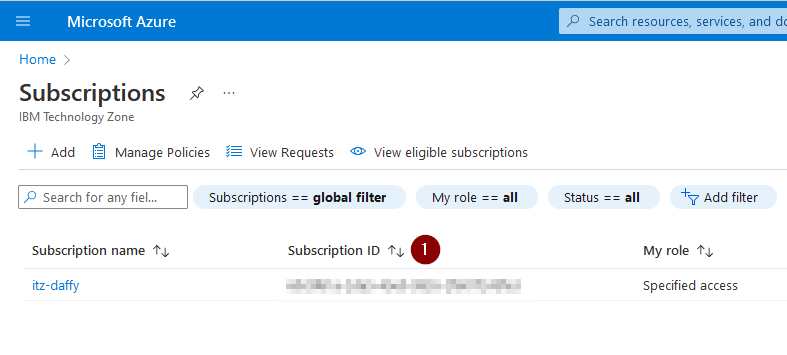 Microsoft Azure
Search resources, services, and do
Home
Subscriptions
IBM Technology Zone
Add Manage Policies View Requests View eligible subscriptions
Search for any fiel... Subscriptions == global filter My role == all Status == all Add filter
Subscription name Subscription ID 1 My role
itz-daffy Specified access